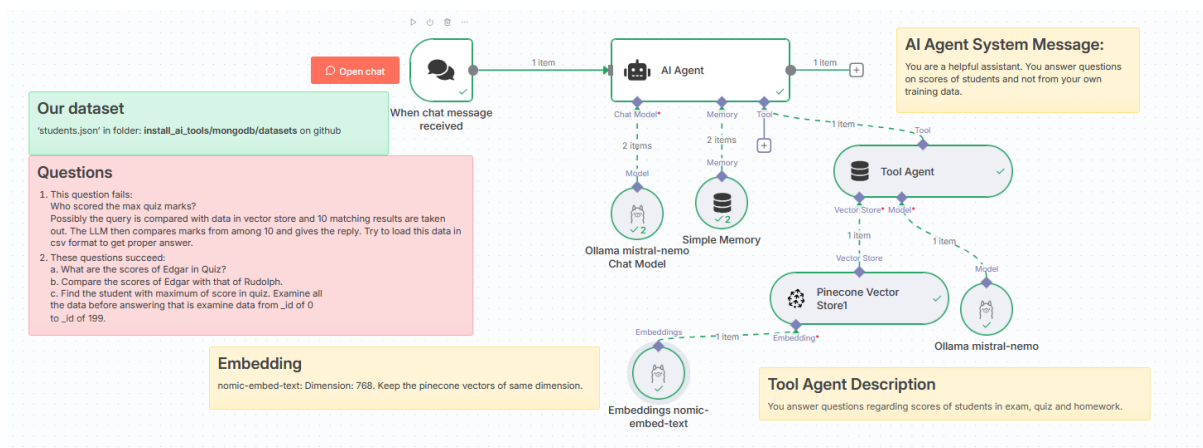 Open chat
When chat message
received
1 item
AI Agent
1 item
Chat Model*
Memory
Tool
AI Agent System Message:
You are a helpful assistant. You answer questions
on scores of students and not from your own
training data.
Our dataset
'students.json' in folder: install_ai_tools/mongodb/datasets on github
Questions
1. This question fails:
Who scored the max quiz marks?
Possibly the query is compared with data in vector store and 10 matching results are taken
out. The LLM then compares marks from among 10 and gives the reply. Try to load this data in
csv format to get proper answer.
2. These questions succeed:
a. What are the scores of Edgar in Quiz?
b. Compare the scores of Edgar with that of Rudolph.
c. Find the student with maximum of score in quiz. Examine all
the data before answering that is examine data from _id of 0
to _id of 199.
2 items
Model
2
Ollama mistral-nemo
Chat Model
2 items
Memory
2
Simple Memory
1 item
Tool
Tool Agent
Vector Store*
Model*
1 item
1 item
Vector Store
Model
Pinecone Vector
Store1
Ollama mistral-nemo
Embedding*
1 item
Embeddings
Embeddings nomic-
embed-text
Embedding
nomic-embed-text: Dimension: 768. Keep the pinecone vectors of same dimension.
Tool Agent Description
You answer questions regarding scores of students in exam, quiz and homework.